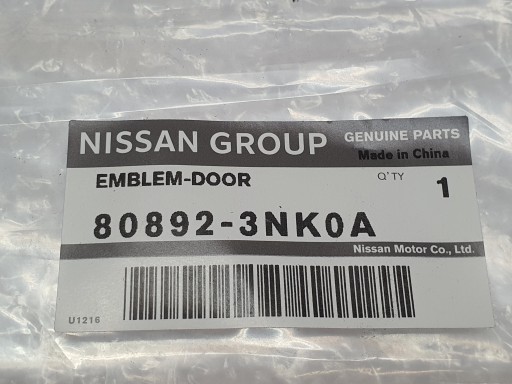 NISSAN GROUP GENUINE PARTS
Made in China
EMBLEM-DOOR Q'TY 1
80892-3NK0A
Nissan Motor Co., Ltd.
U1216